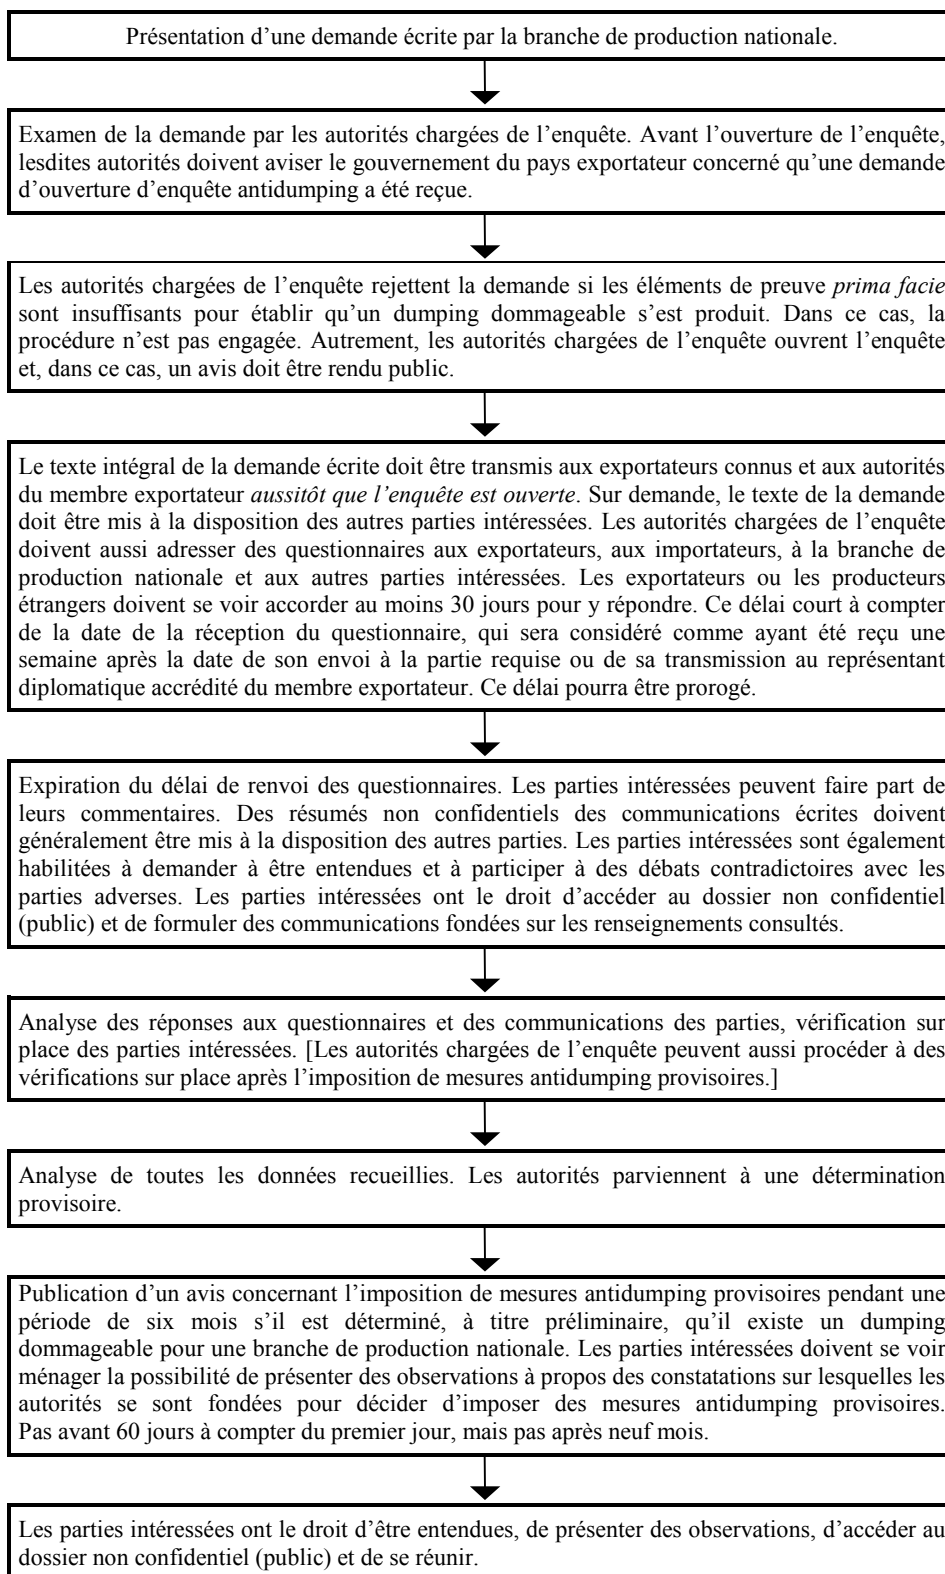 Présentation d’une demande écrite par la branche de production nationale.
Examen de la demande par les autorités chargées de l’enquête. Avant l’ouverture de l’enquête,
lesdites autorités doivent aviser le gouvernement du pays exportateur concerné qu’une demande
d’ouverture d’enquête antidumping a été reçue.
Les autorités chargées de l’enquête rejettent la demande si les éléments de preuve prima facie
sont insuffisants pour établir qu’un dumping dommageable s’est produit. Dans ce cas, la
procédure n’est pas engagée. Autrement, les autorités chargées de l’enquête ouvrent l’enquête
et, dans ce cas, un avis doit être rendu public.
Le texte intégral de la demande écrite doit être transmis aux exportateurs connus et aux autorités
du membre exportateur aussitôt que l’enquête est ouverte. Sur demande, le texte de la demande
doit être mis à la disposition des autres parties intéressées. Les autorités chargées de l’enquête
doivent aussi adresser des questionnaires aux exportateurs, aux importateurs, à la branche de
production nationale et aux autres parties intéressées. Les exportateurs ou les producteurs
étrangers doivent se voir accorder au moins 30 jours pour y répondre. Ce délai court à compter
de la date de la réception du questionnaire, qui sera considéré comme ayant été reçu une
semaine après la date de son envoi à la partie requise ou de sa transmission au représentant
diplomatique accrédité du membre exportateur. Ce délai pourra être prorogé.
Expiration du délai de renvoi des questionnaires. Les parties intéressées peuvent faire part de
leurs commentaires. Des résumés non confidentiels des communications écrites doivent
généralement être mis à la disposition des autres parties. Les parties intéressées sont également
habilitées à demander à être entendues et à participer à des débats contradictoires avec les
parties adverses. Les parties intéressées ont le droit d’accéder au dossier non confidentiel
(public) et de formuler des communications fondées sur les renseignements consultés.
Analyse des réponses aux questionnaires et des communications des parties, vérification sur
place des parties intéressées. [Les autorités chargées de l’enquête peuvent aussi procéder à des
vérifications sur place après l’imposition de mesures antidumping provisoires.]
Analyse de toutes les données recueillies. Les autorités parviennent à une détermination
provisoire.
Publication d’un avis concernant l’imposition de mesures antidumping provisoires pendant une
période de six mois s’il est déterminé, à titre préliminaire, qu’il existe un dumping
dommageable pour une branche de production nationale. Les parties intéressées doivent se voir
ménager la possibilité de présenter des observations à propos des constatations sur lesquelles les
autorités se sont fondées pour décider d’imposer des mesures antidumping provisoires.
Pas avant 60 jours à compter du premier jour, mais pas après neuf mois.
Les parties intéressées ont le droit d’être entendues, de présenter des observations, d’accéder au
dossier non confidentiel (public) et de se réunir.